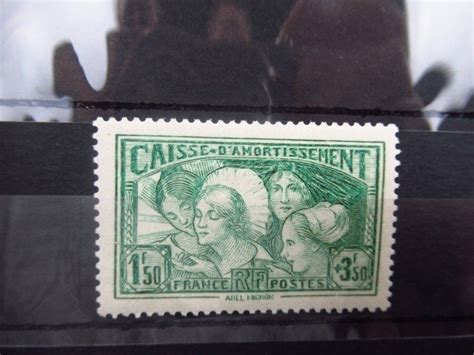 CAISSE-D'AMORTISSEMENT
1F50 +3F50
FRANCE RF POSTES
ABEL MIGNON